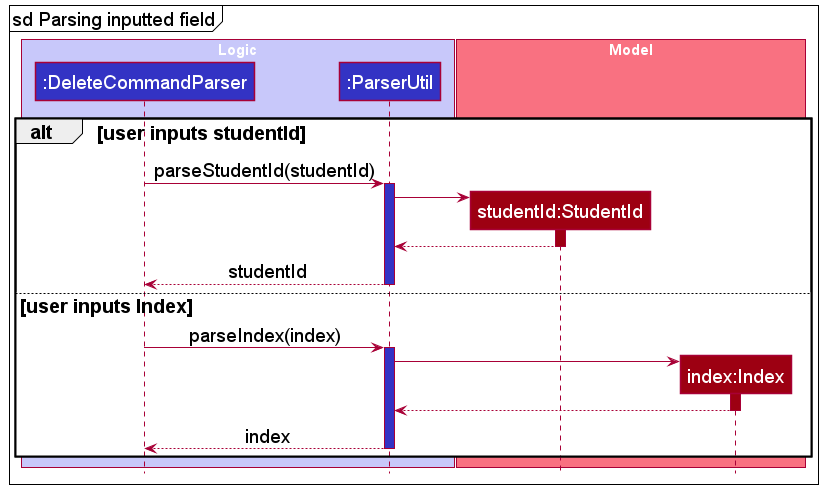 sd Parsing inputted field
Logic
Model
:DeleteCommandParser
:ParserUtil
alt
[user inputs studentId]
parseStudentId(studentId)
studentId:StudentId
studentId
[user inputs Index]
parseIndex(index)
index:Index
index